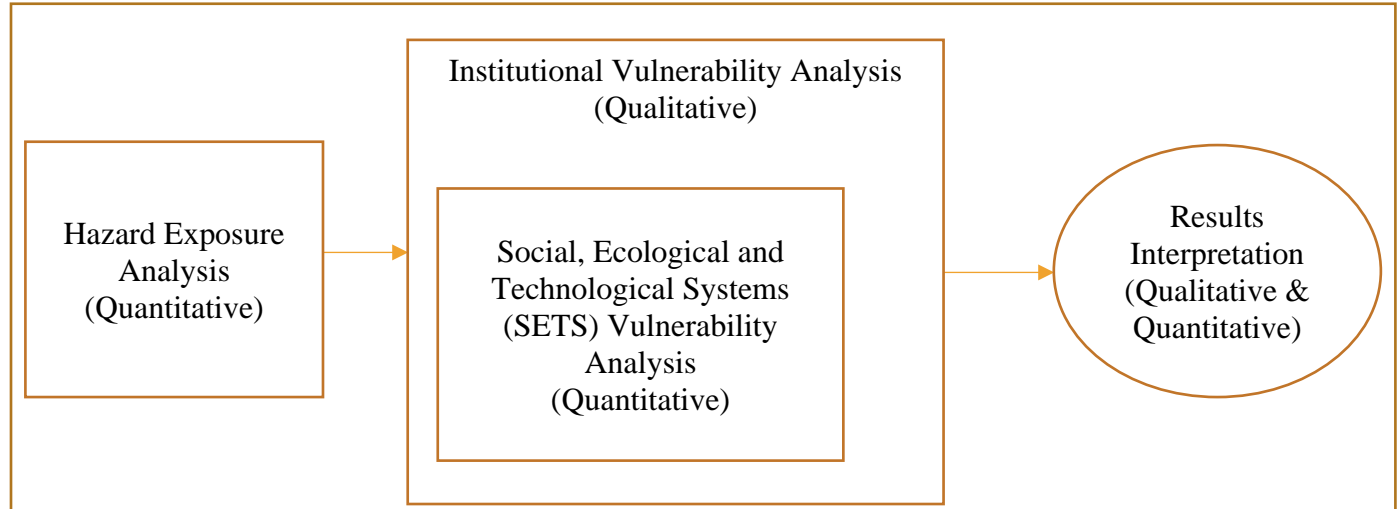 Hazard Exposure
Analysis
(Quantitative)
Institutional Vulnerability Analysis
(Qualitative)
Social, Ecological and
Technological Systems
(SETS) Vulnerability
Analysis
(Quantitative)
Results
Interpretation
(Qualitative &
Quantitative)